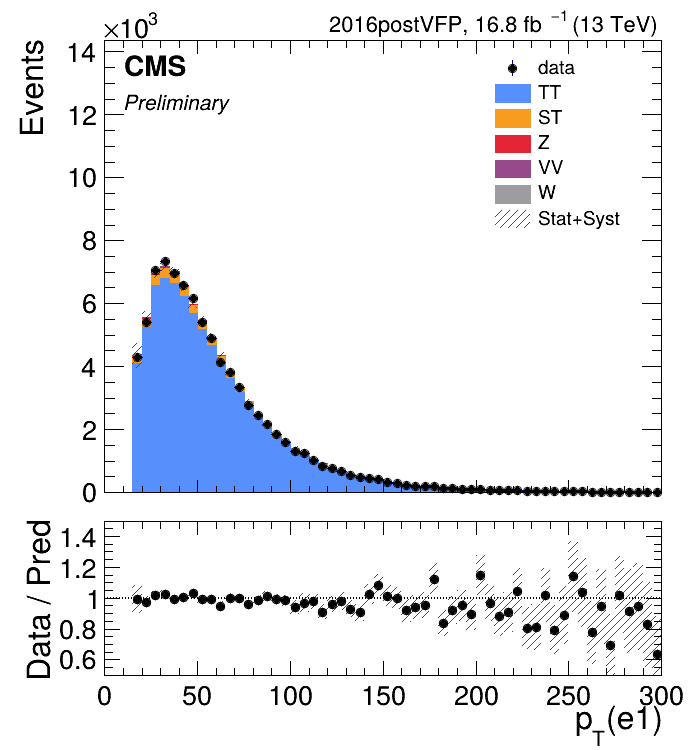 ×10³
2016postVFP, 16.8 fb ⁻¹ (13 TeV)
Events
14
12
10
8
6
4
2
0
CMS
Preliminary
data
TT
ST
Z
VV
W
Stat+Syst
Data / Pred
1.4
1.2
1
0.8
0.6
0 50 100 150 200 250 300
p_T(e1)